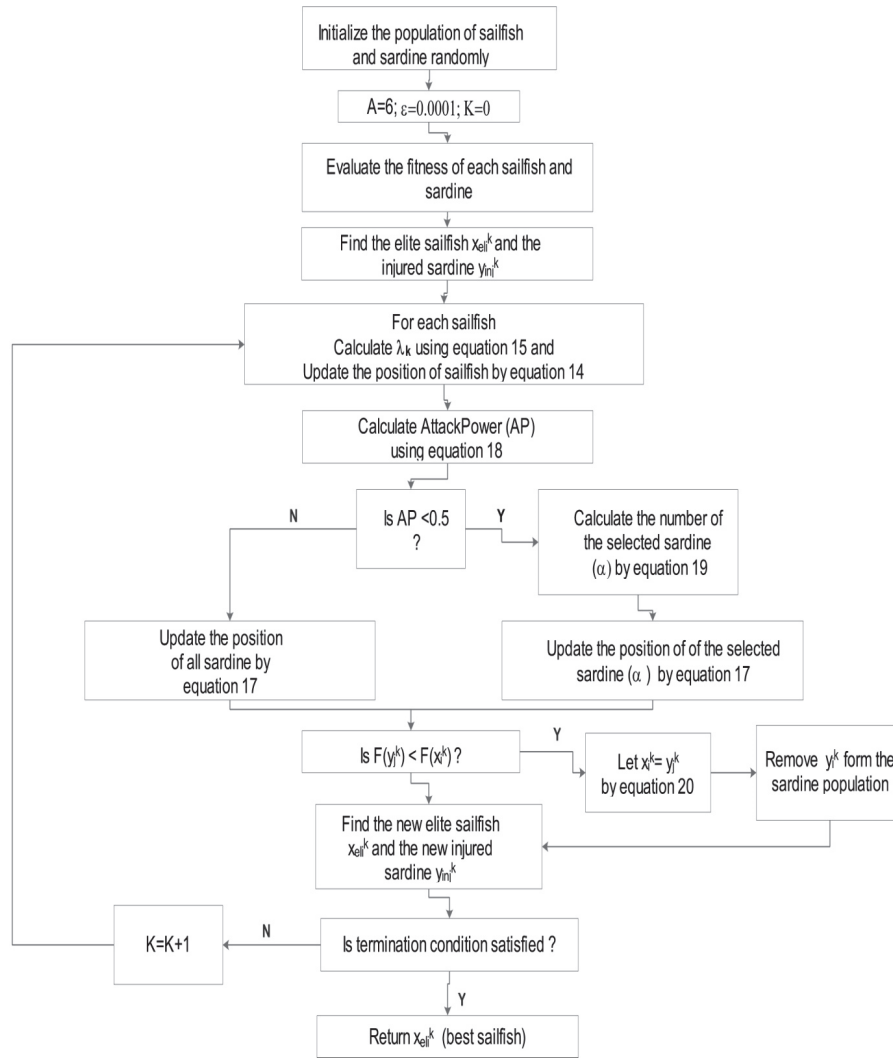 Initialize the population of sailfish
and sardine randomly
A=6; ε=0.0001; K=0
Evaluate the fitness of each sailfish and
sardine
Find the elite sailfish x_eli^k and the
injured sardine y_inj^k
For each sailfish
Calculate λ_k using equation 15 and
Update the position of sailfish by equation 14
Calculate AttackPower (AP)
using equation 18
N
Is AP <0.5
?
Y
Calculate the number of
the selected sardine
(α) by equation 19
Update the position
of all sardine by
equation 17
Update the position of of the selected
sardine (α ) by equation 17
Is F(y_j^k) < F(x_i^k) ?
Y
Let x_i^k= y_j^k
by equation 20
Remove y_j^k form the
sardine population
Find the new elite sailfish
x_eli^k and the new injured
sardine y_inj^k
K=K+1
N
Is termination condition satisfied ?
Y
Return x_eli^k (best sailfish)